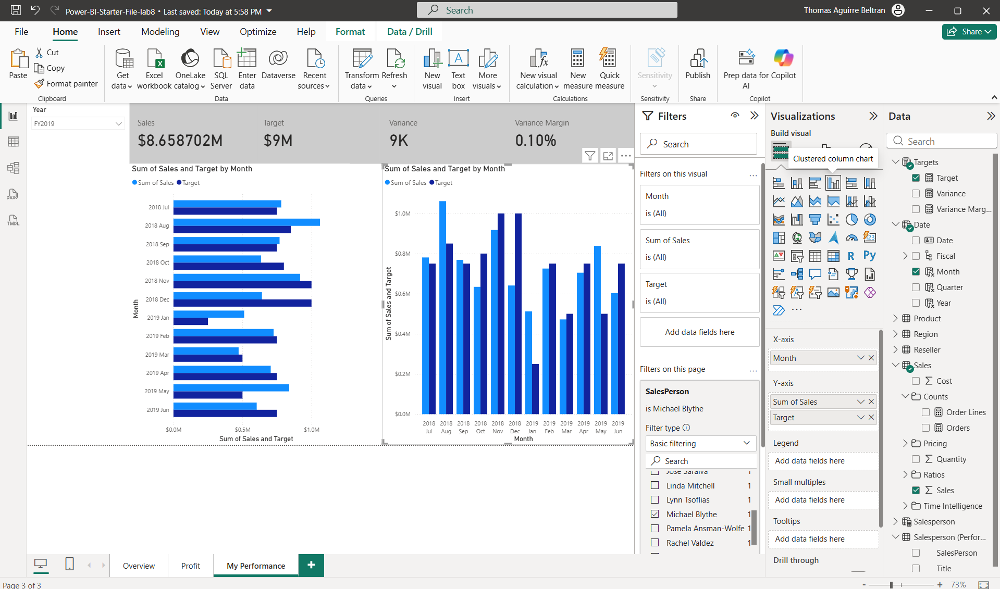 Power-BI-Starter-File-lab8 • Last saved: Today at 5:58 PM
Search
Thomas Aguirre Beltran
File
Home
Insert
Modeling
View
Optimize
Help
Format
Data / Drill
Share
Paste
Cut
Copy
Format painter
Clipboard
Get data
Excel workbook
OneLake catalog
SQL Server
Enter data
Dataverse
Recent sources
Data
Transform data
Refresh
Queries
New visual
Text box
More visuals
Insert
New visual calculation
New measure
Quick measure
Calculations
Sensitivity
Sensitivity
Publish
Share
Prep data for AI
Copilot
Copilot
DAX
TMDL
Year
FY2019
Sales
$8.658702M
Target
$9M
Variance
9K
Variance Margin
0.10%
Sum of Sales and Target by Month
Sum of Sales
Target
Month
2018 Jul
2018 Aug
2018 Sep
2018 Oct
2018 Nov
2018 Dec
2019 Jan
2019 Feb
2019 Mar
2019 Apr
2019 May
2019 Jun
$0.0M
$0.5M
$1.0M
Sum of Sales and Target
Sum of Sales and Target by Month
Sum of Sales
Target
Sum of Sales and Target
$1.0M
$0.8M
$0.6M
$0.4M
$0.2M
$0.0M
2018 Jul
2018 Aug
2018 Sep
2018 Oct
2018 Nov
2018 Dec
2019 Jan
2019 Feb
2019 Mar
2019 Apr
2019 May
2019 Jun
Month
Filters
Search
Filters on this visual
...
Month
is (All)
Sum of Sales
is (All)
Target
is (All)
Add data fields here
Filters on this page
...
SalesPerson
is Michael Blythe
Filter type
Basic filtering
Search
José Saraiva 1
Linda Mitchell 1
Lynn Tsoflias 1
Michael Blythe 1
Pamela Ansman-Wolfe 1
Rachel Valdez 1
Visualizations
Build visual
Clustered column chart
123
R
Py
...
X-axis
Month
Y-axis
Sum of Sales
Target
Legend
Add data fields here
Small multiples
Add data fields here
Tooltips
Add data fields here
Drill through
Data
Search
Targets
Target
Variance
Variance Marg...
Date
Date
Fiscal
Month
Quarter
Year
Product
Region
Reseller
Sales
Cost
Counts
Order Lines
Orders
Pricing
Quantity
Ratios
Sales
Time Intelligence
Salesperson
Salesperson (Perfor...
SalesPerson
Title
Overview
Profit
My Performance
+
Page 3 of 3
- + 73%